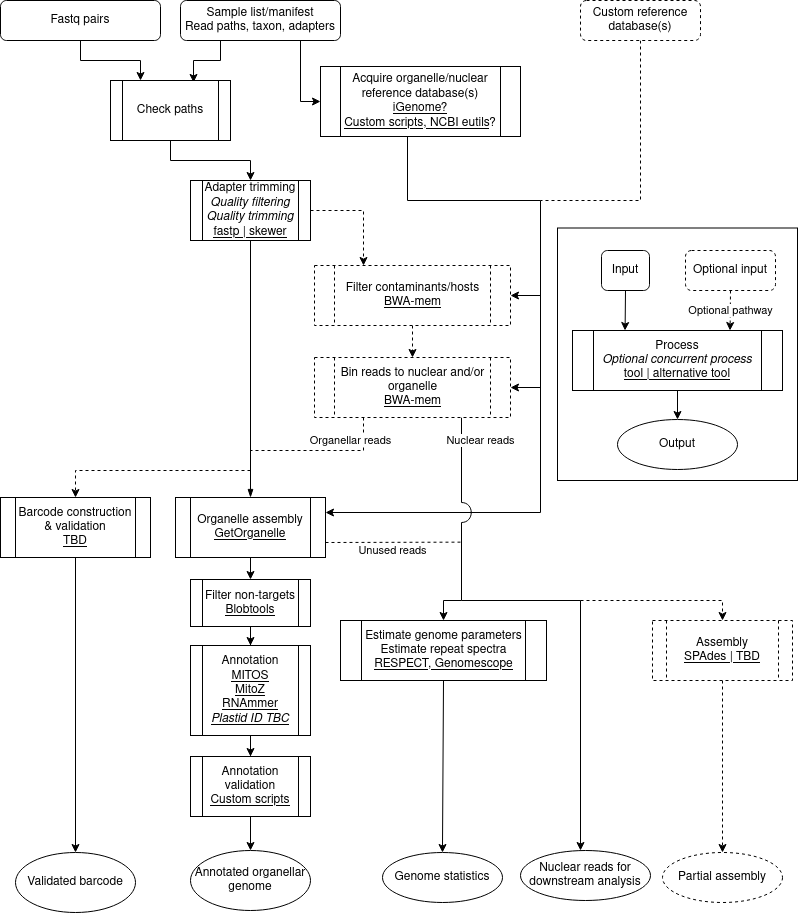 Fastq pairs
Sample list/manifest
Read paths, taxon, adapters
Custom reference
database(s)
Check paths
Acquire organelle/nuclear
reference database(s)
iGenome?
Custom scripts, NCBI eutils?
Adapter trimming
Quality filtering
Quality trimming
fastp | skewer
Filter contaminants/hosts
BWA-mem
Bin reads to nuclear and/or
organelle
BWA-mem
Organellar reads
Nuclear reads
Input
Optional input
Optional pathway
Process
Optional concurrent process
tool | alternative tool
Output
Barcode construction
& validation
TBD
Organelle assembly
GetOrganelle
Unused reads
Filter non-targets
Blobtools
Estimate genome parameters
Estimate repeat spectra
RESPECT, Genomescope
Assembly
SPAdes | TBD
Annotation
MITOS
MitoZ
RNAmmer
Plastid ID TBC
Annotation
validation
Custom scripts
Validated barcode
Annotated organellar
genome
Genome statistics
Nuclear reads for
downstream analysis
Partial assembly